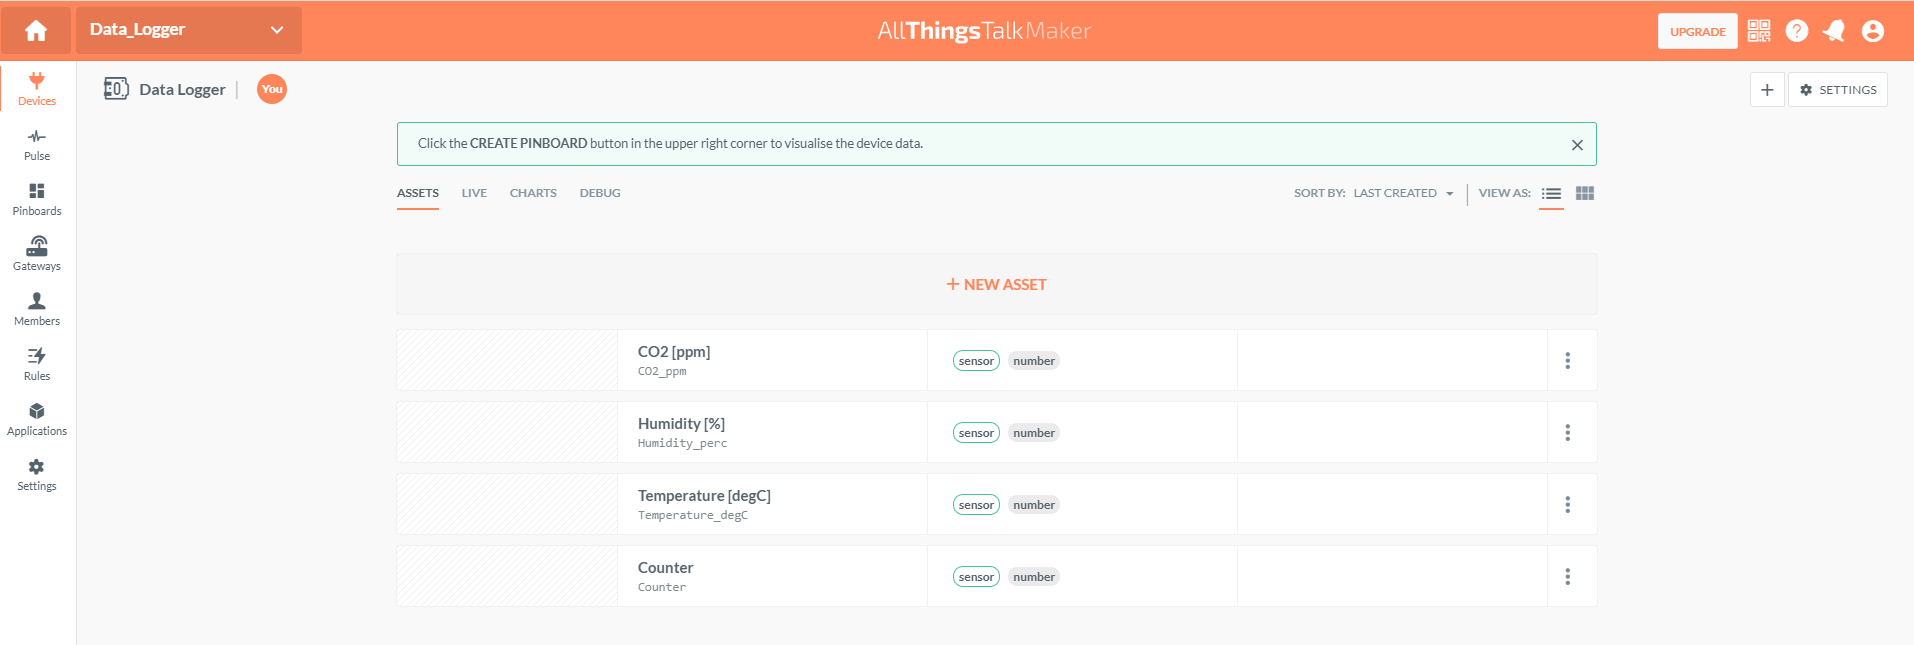 Data_Logger
AllThingsTalkMaker
UPGRADE
Devices
Pulse
Pinboards
Gateways
Members
Rules
Applications
Settings
Data Logger
You
SETTINGS
Click the CREATE PINBOARD button in the upper right corner to visualise the device data.
ASSETS LIVE CHARTS DEBUG SORT BY: LAST CREATED VIEW AS:
+ NEW ASSET
CO2 [ppm]
CO2_ppm
sensor number
Humidity [%]
Humidity_perc
sensor number
Temperature [degC]
Temperature_degC
sensor number
Counter
Counter
sensor number